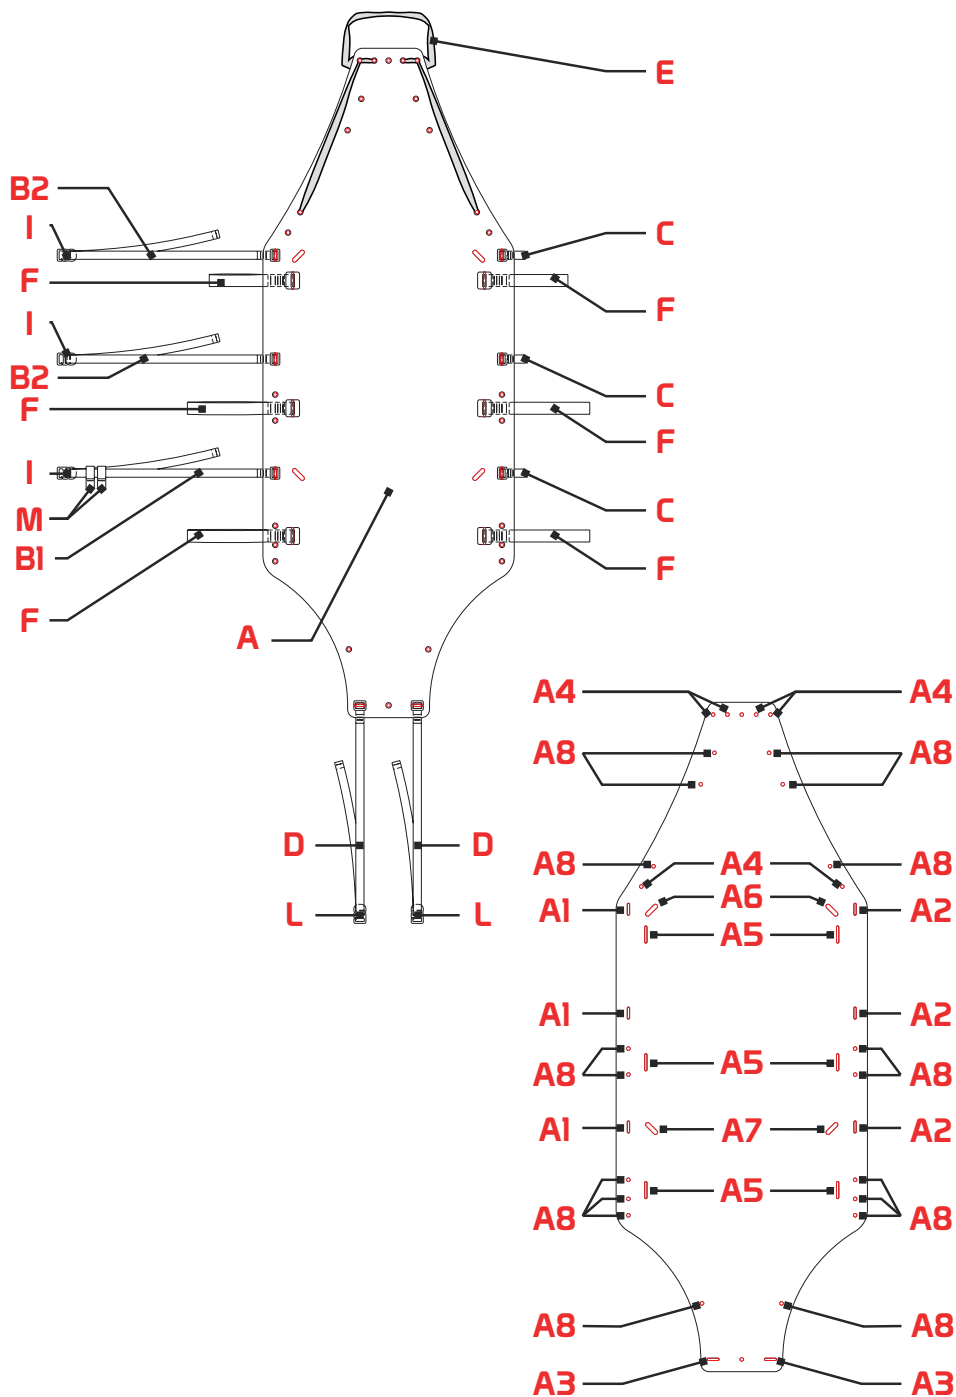 E
B2
I C
F F
I
B2 C
F F
I
M C
B1 F
F
A
A4 A4
A8 A8
D D
A8 A4 A8
A6
L L A1 A2
A5
A1 A2
A5
A8 A8
A1 A7 A2
A5
A8 A8
A8 A8
A3 A3